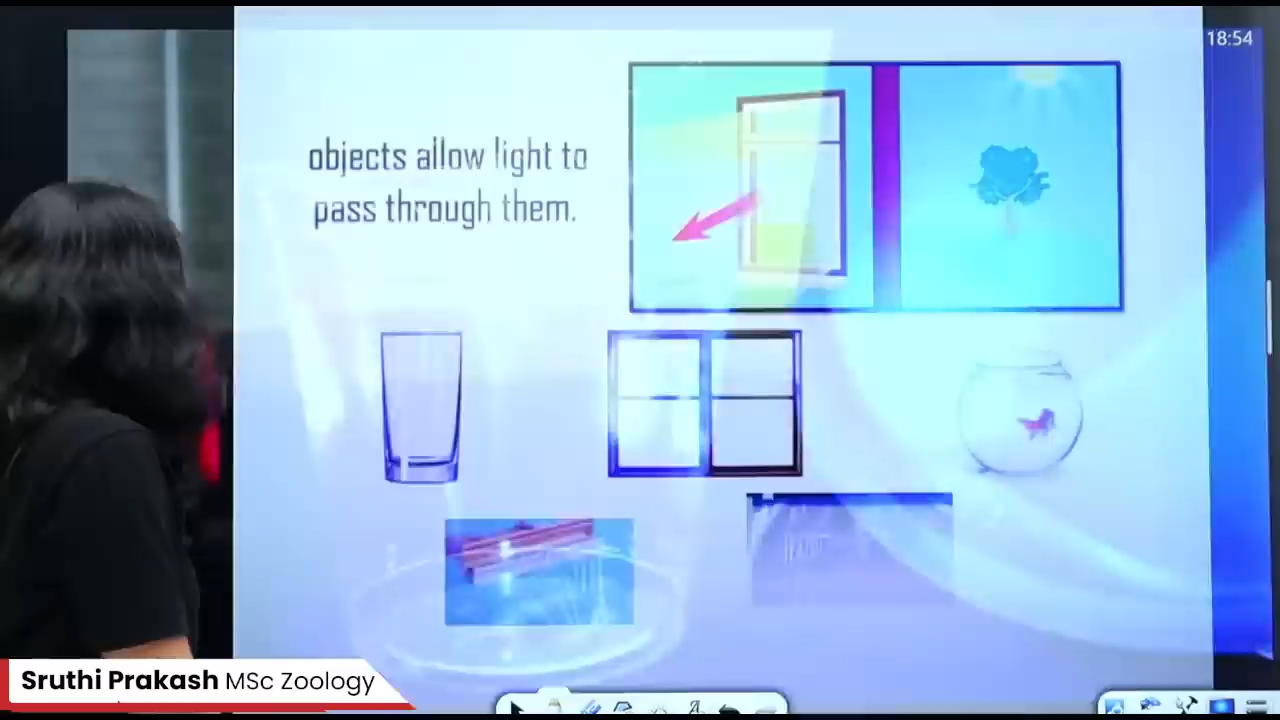 18:54
objects allow light to
pass through them.
Sruthi Prakash MSc Zoology